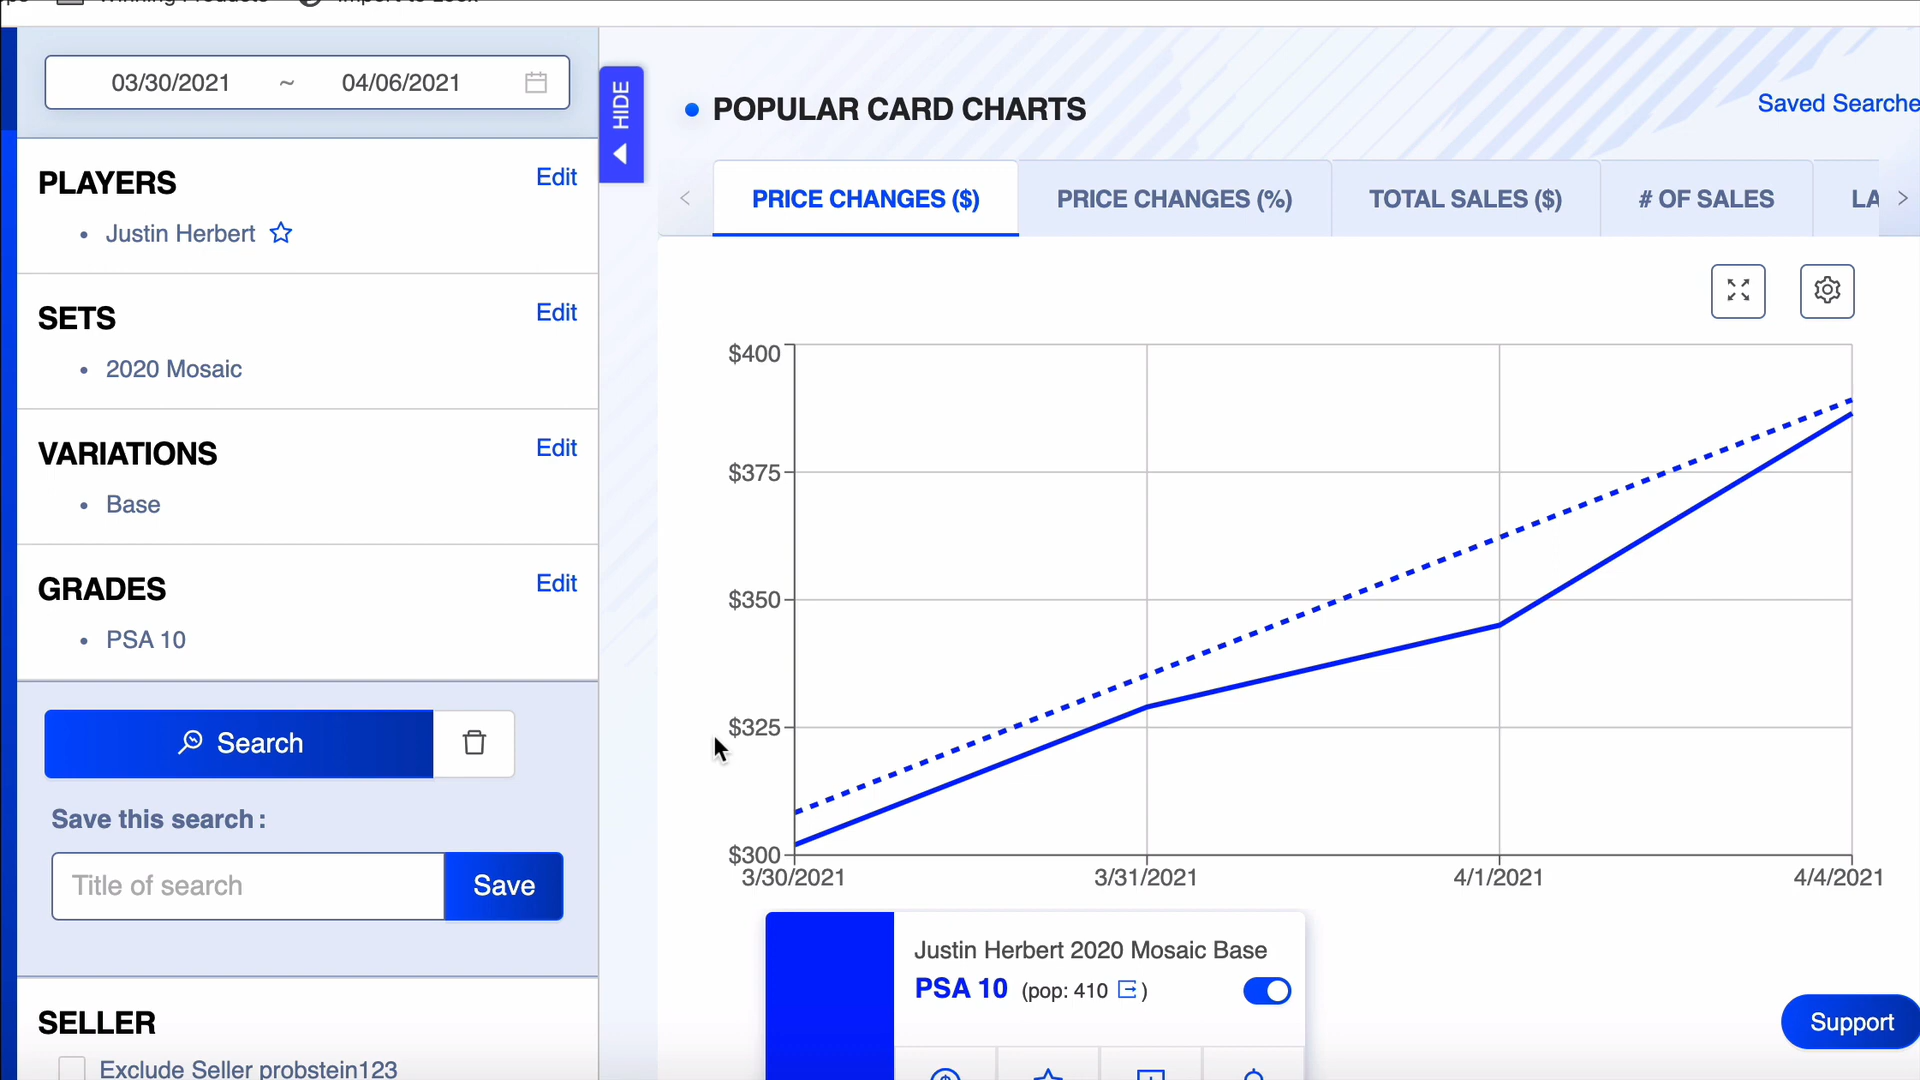 03/30/2021 ~ 04/06/2021
HIDE
POPULAR CARD CHARTS
Saved Searche
PLAYERS
Edit
Justin Herbert
PRICE CHANGES ($)
PRICE CHANGES (%)
TOTAL SALES ($)
# OF SALES
LA
SETS
Edit
2020 Mosaic
VARIATIONS
Edit
Base
GRADES
Edit
PSA 10
Search
Save this search :
Title of search
Save
SELLER
Exclude Seller probstein123
$400
$375
$350
$325
$300
3/30/2021
3/31/2021
4/1/2021
4/4/2021
Justin Herbert 2020 Mosaic Base
PSA 10 (pop: 410 )
Support